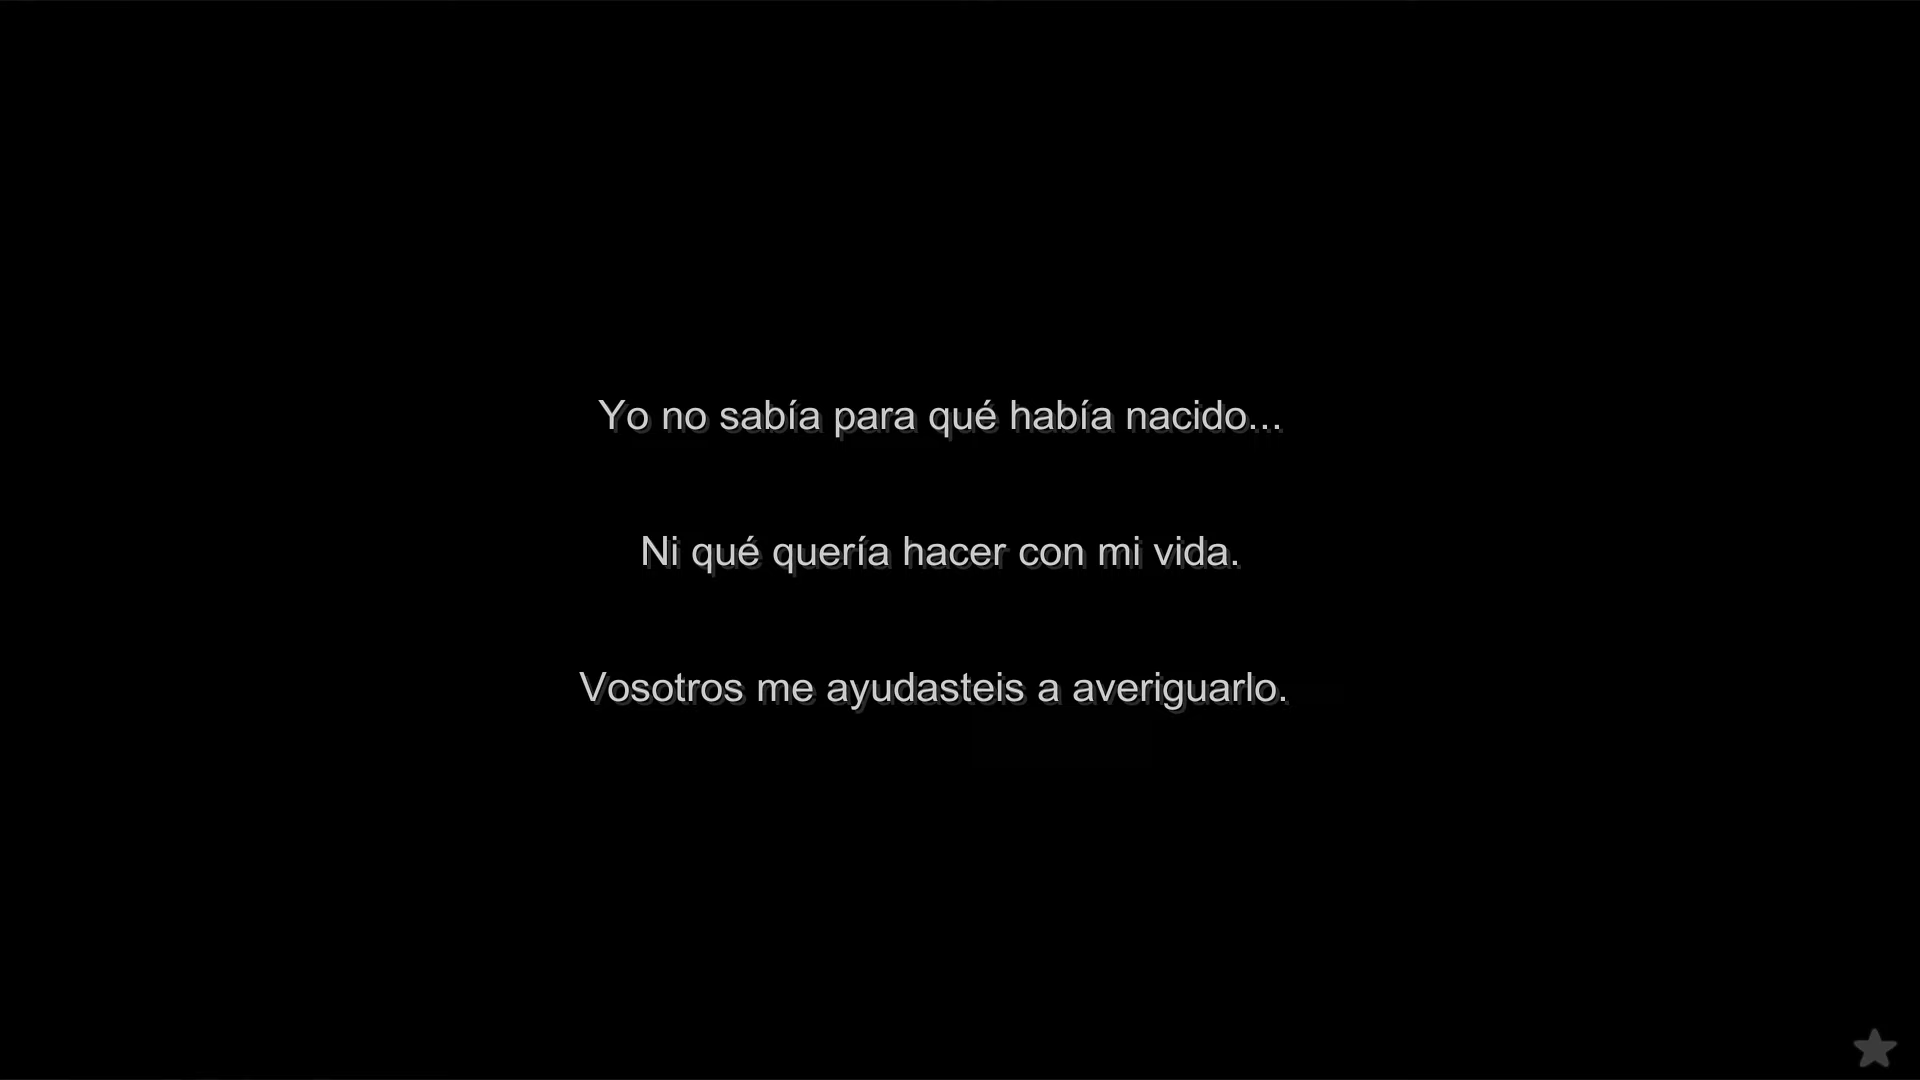 Yo no sabía para qué había nacido...
Ni qué quería hacer con mi vida.
Vosotros me ayudasteis a averiguarlo.